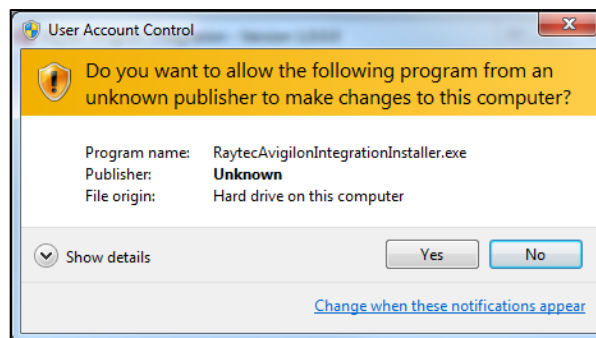 User Account Control
Do you want to allow the following program from an
unknown publisher to make changes to this computer?
Program name: RaytecAvigilonIntegrationInstaller.exe
Publisher: Unknown
File origin: Hard drive on this computer
Show details
Yes
No
Change when these notifications appear